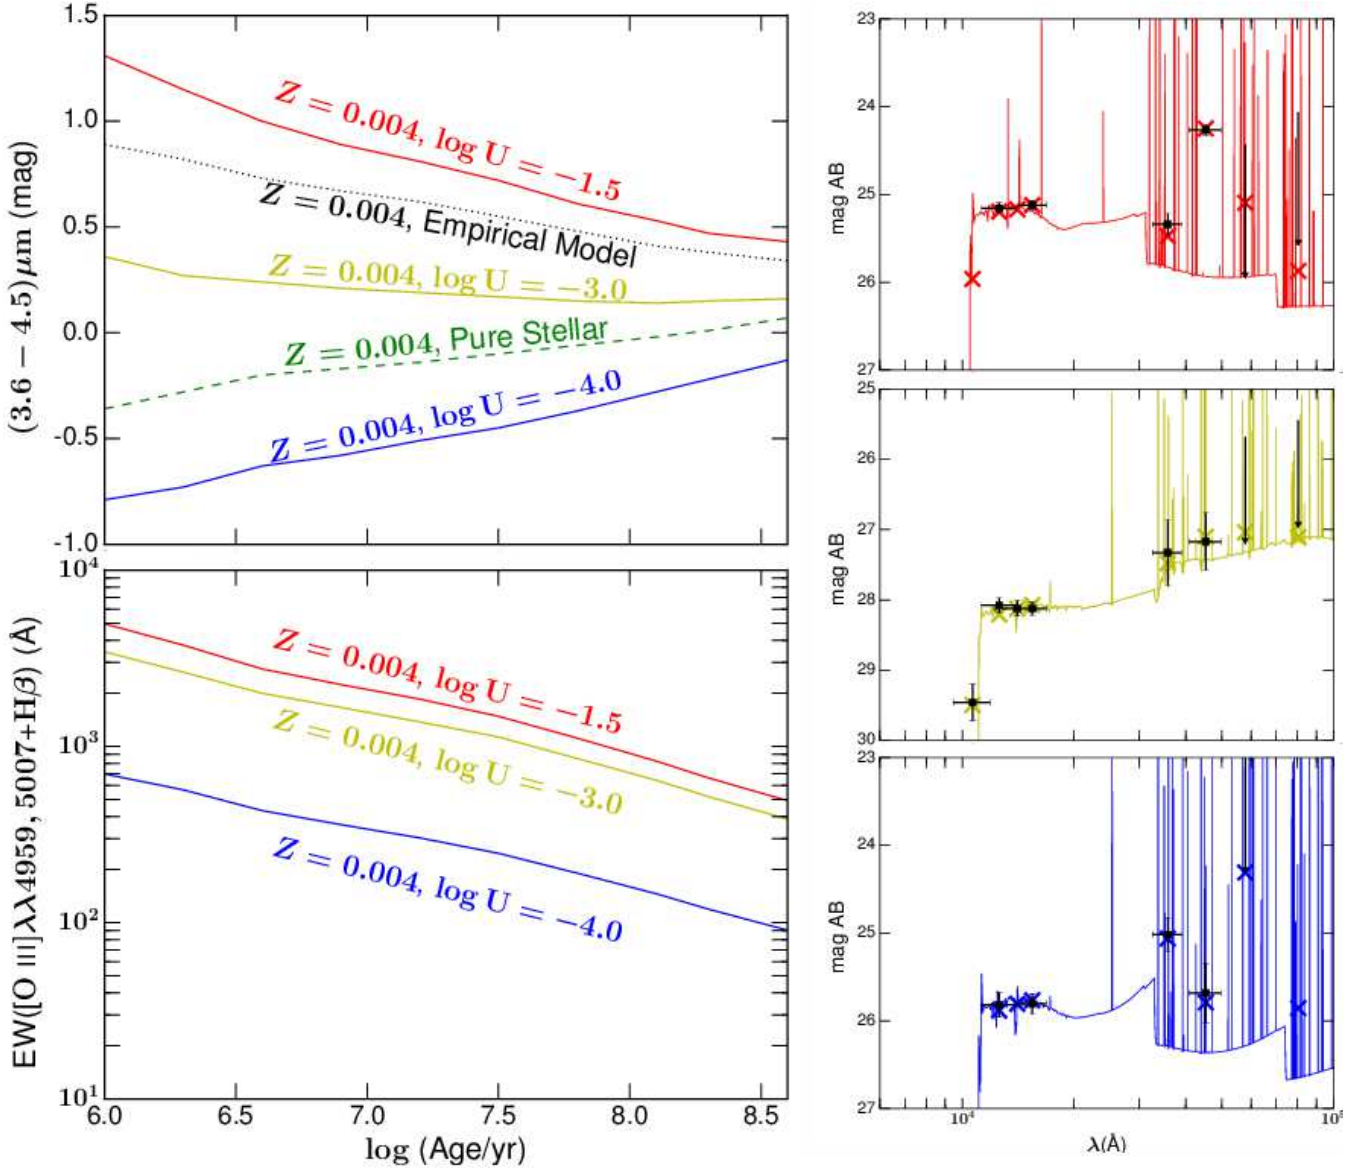 (3.6 − 4.5)μm (mag)
1.5
1.0
0.5
0.0
-0.5
-1.0
Z = 0.004, log U = −1.5
Z = 0.004, Empirical Model
Z = 0.004, log U = −3.0
Z = 0.004, Pure Stellar
Z = 0.004, log U = −4.0
EW([O III]λλ4959, 5007+Hβ) (Å)
10⁴
10³
10²
10¹
Z = 0.004, log U = −1.5
Z = 0.004, log U = −3.0
Z = 0.004, log U = −4.0
6.0 6.5 7.0 7.5 8.0 8.5
log (Age/yr)
mag AB
23
24
25
26
27
mag AB
25
26
27
28
29
30
mag AB
23
24
25
26
27
10⁴ 10⁵
λ(Å)